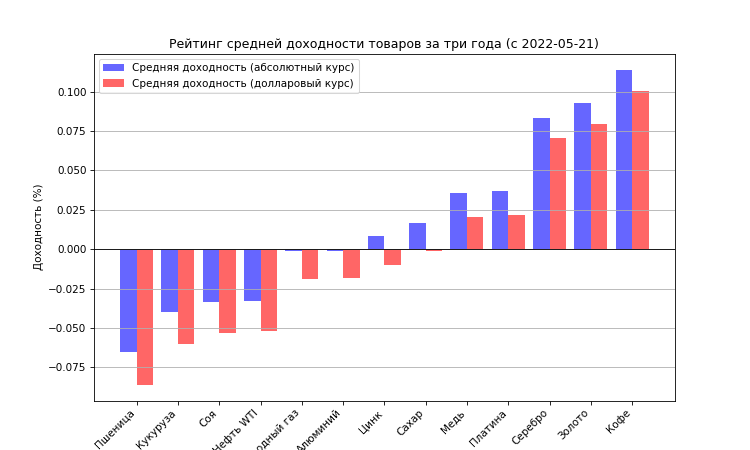 Рейтинг средней доходности товаров за три года (с 2022-05-21)
Средняя доходность (абсолютный курс)
Средняя доходность (долларовый курс)
Доходность (%)
0.100
0.075
0.050
0.025
0.000
−0.025
−0.050
−0.075
Пшеница
Кукуруза
Соя
Нефть WTI
газ
Алюминий
Цинк
Сахар
Медь
Платина
Серебро
Золото
Кофе